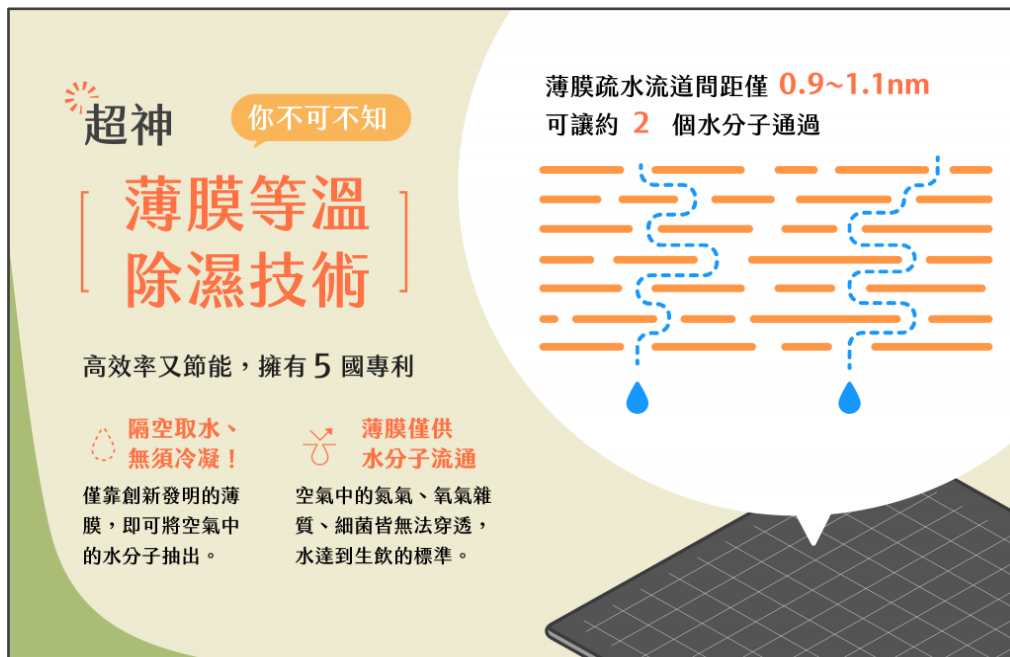 超神
你不可不知
薄膜等溫
除濕技術
高效率又節能，擁有 5 國專利
隔空取水、
無須冷凝！
僅靠創新發明的薄
膜，即可將空氣中
的水分子抽出。
薄膜僅供
水分子流通
空氣中的氮氣、氧氣雜
質、細菌皆無法穿透，
水達到生飲的標準。
薄膜疏水流道間距僅 0.9~1.1nm
可讓約 2 個水分子通過